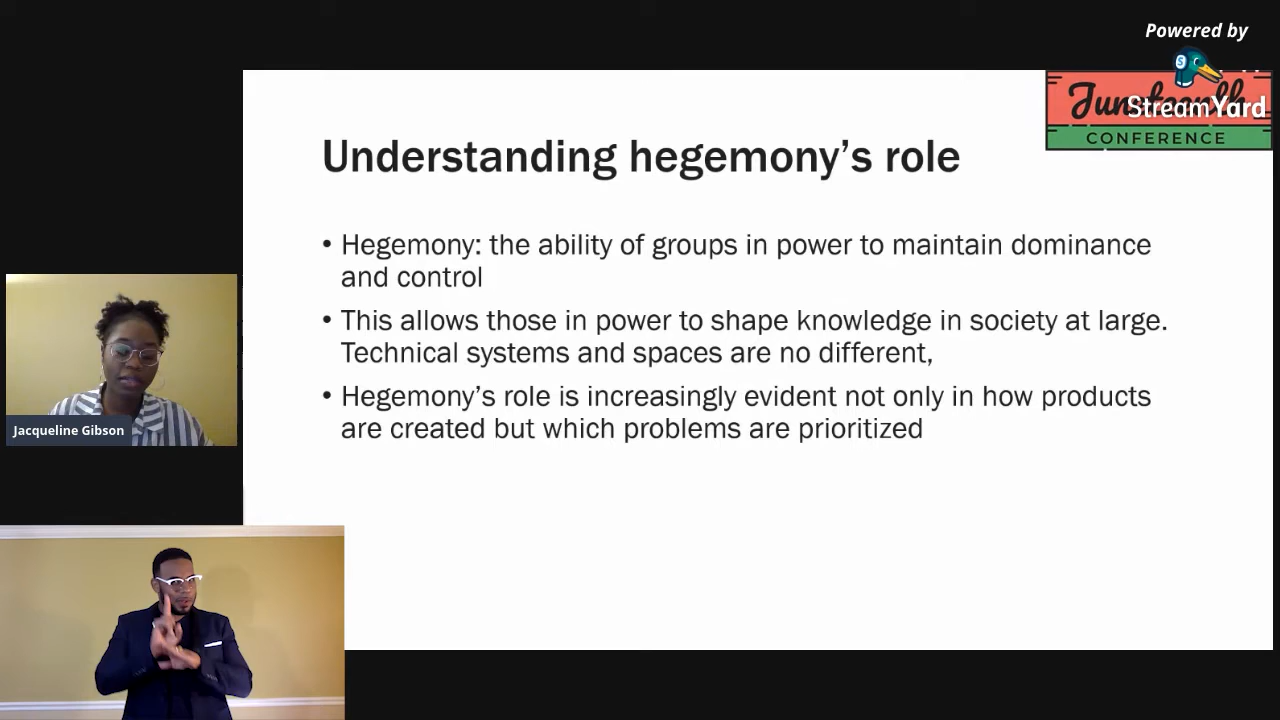 Powered by
StreamYard
Juneteenth
CONFERENCE
Understanding hegemony’s role
• Hegemony: the ability of groups in power to maintain dominance
and control
• This allows those in power to shape knowledge in society at large.
Technical systems and spaces are no different,
• Hegemony’s role is increasingly evident not only in how products
are created but which problems are prioritized
Jacqueline Gibson